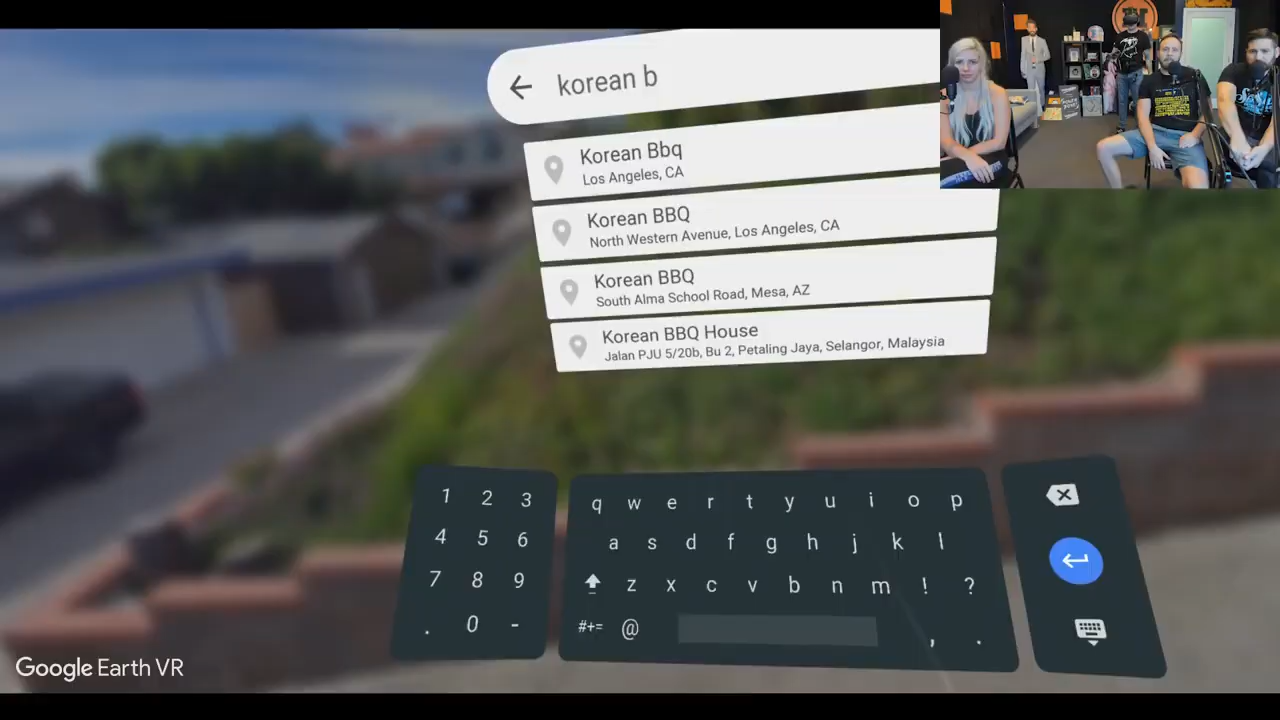 korean b
Korean Bbq
Los Angeles, CA
Korean BBQ
North Western Avenue, Los Angeles, CA
Korean BBQ
South Alma School Road, Mesa, AZ
Korean BBQ House
Jalan PJU 5/20b, Bu 2, Petaling Jaya, Selangor, Malaysia
1 2 3 q w e r t y u i o p
4 5 6 a s d f g h j k l
7 8 9 z x c v b n m ! ?
. 0 - #+= @ , .
Google Earth VR